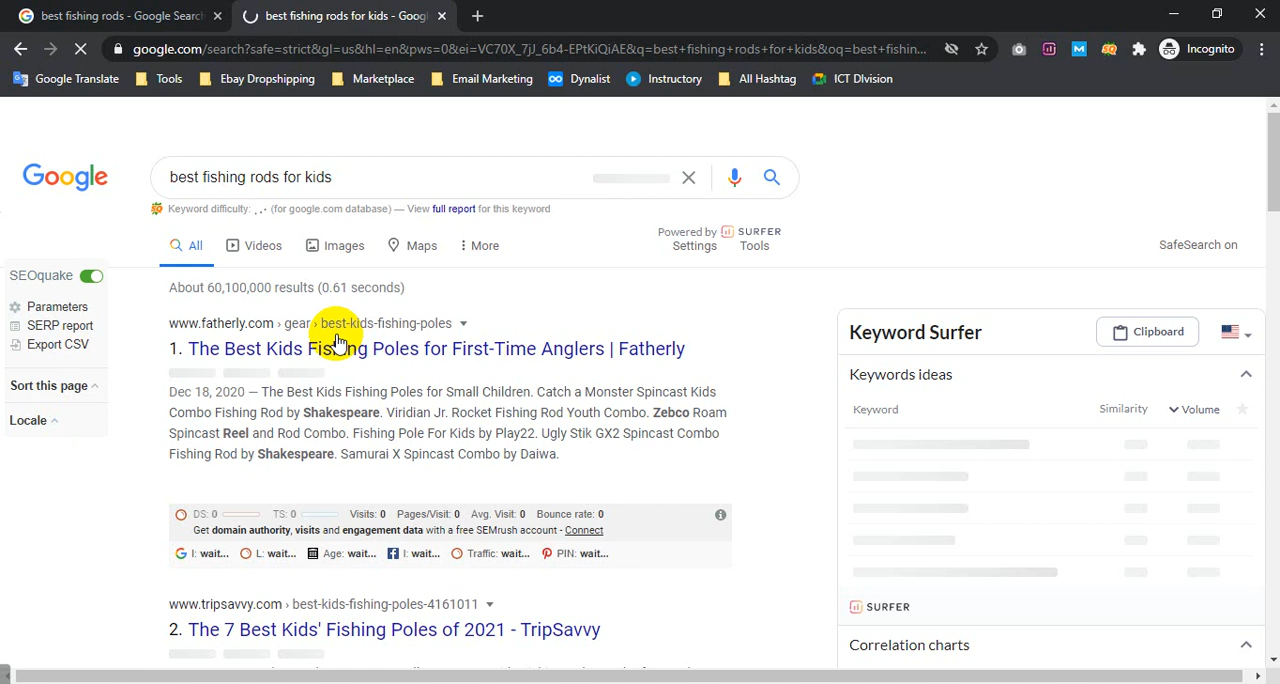 best fishing rods - Google Searc
best fishing rods for kids - Goog
google.com/search?safe=strict&gl=us&hl=en&pws=0&ei=VC70X_7jJ_6b4-EPtKiQiAE&q=best+fishing+rods+for+kids&oq=best+fishin...
Incognito
Google Translate Tools Ebay Dropshipping Marketplace Email Marketing Dynalist Instructory All Hashtag ICT DIvision
Google
best fishing rods for kids
Keyword difficulty: (for google.com database) — View full report for this keyword
Powered by SURFER
All Videos Images Maps More Settings Tools SafeSearch on
SEOquake
Parameters
SERP report
Export CSV
Sort this page
Locale
About 60,100,000 results (0.61 seconds)
www.fatherly.com › gear › best-kids-fishing-poles
1. The Best Kids Fishing Poles for First-Time Anglers | Fatherly
Dec 18, 2020 — The Best Kids Fishing Poles for Small Children. Catch a Monster Spincast Kids
Combo Fishing Rod by Shakespeare. Viridian Jr. Rocket Fishing Rod Youth Combo. Zebco Roam
Spincast Reel and Rod Combo. Fishing Pole For Kids by Play22. Ugly Stik GX2 Spincast Combo
Fishing Rod by Shakespeare. Samurai X Spincast Combo by Daiwa.
DS: 0 TS: 0 Visits: 0 Pages/Visit: 0 Avg. Visit: 0 Bounce rate: 0
Get domain authority, visits and engagement data with a free SEMrush account - Connect
I: wait... L: wait... Age: wait... I: wait... Traffic: wait... PIN: wait...
www.tripsavvy.com › best-kids-fishing-poles-4161011
2. The 7 Best Kids' Fishing Poles of 2021 - TripSavvy
Keyword Surfer
Clipboard
Keywords ideas
Keyword Similarity Volume
SURFER
Correlation charts